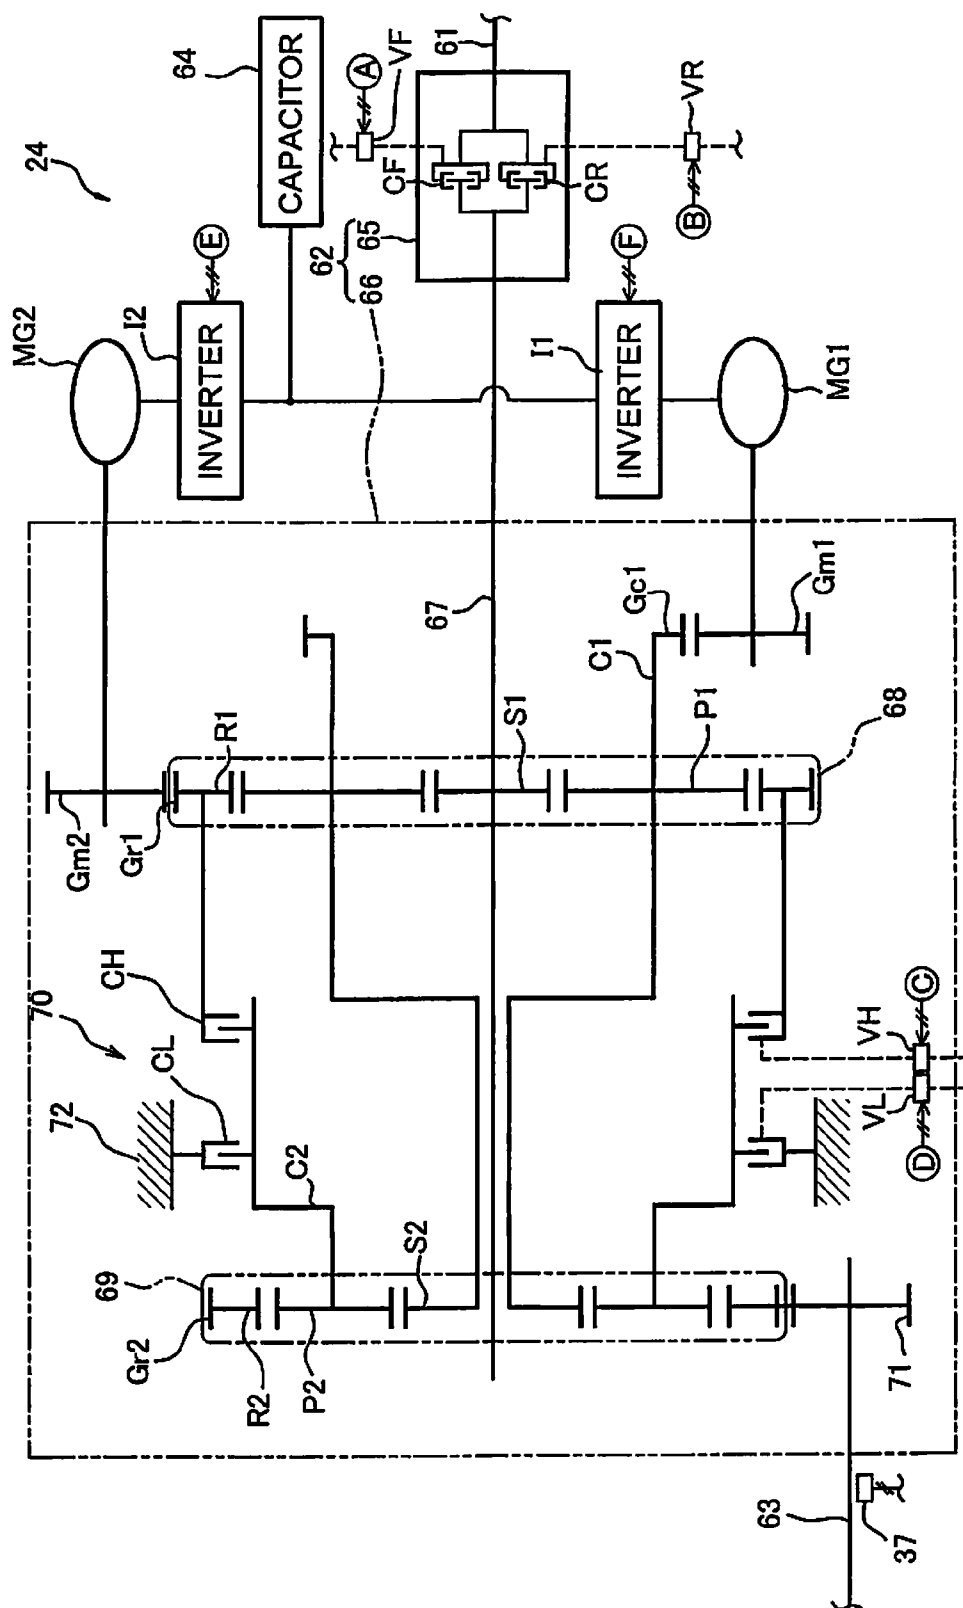 24
64
CAPACITOR
A
VF
61
CF
CR
VR
B
62
65
66
MG2
I2
INVERTER
E
I1
INVERTER
F
MG1
67
Gc1
Gm1
C1
R1
S1
P1
68
Gm2
Gr1
70
CH
CL
72
C2
VH
C
VL
D
69
S2
Gr2
R2
P2
71
63
37